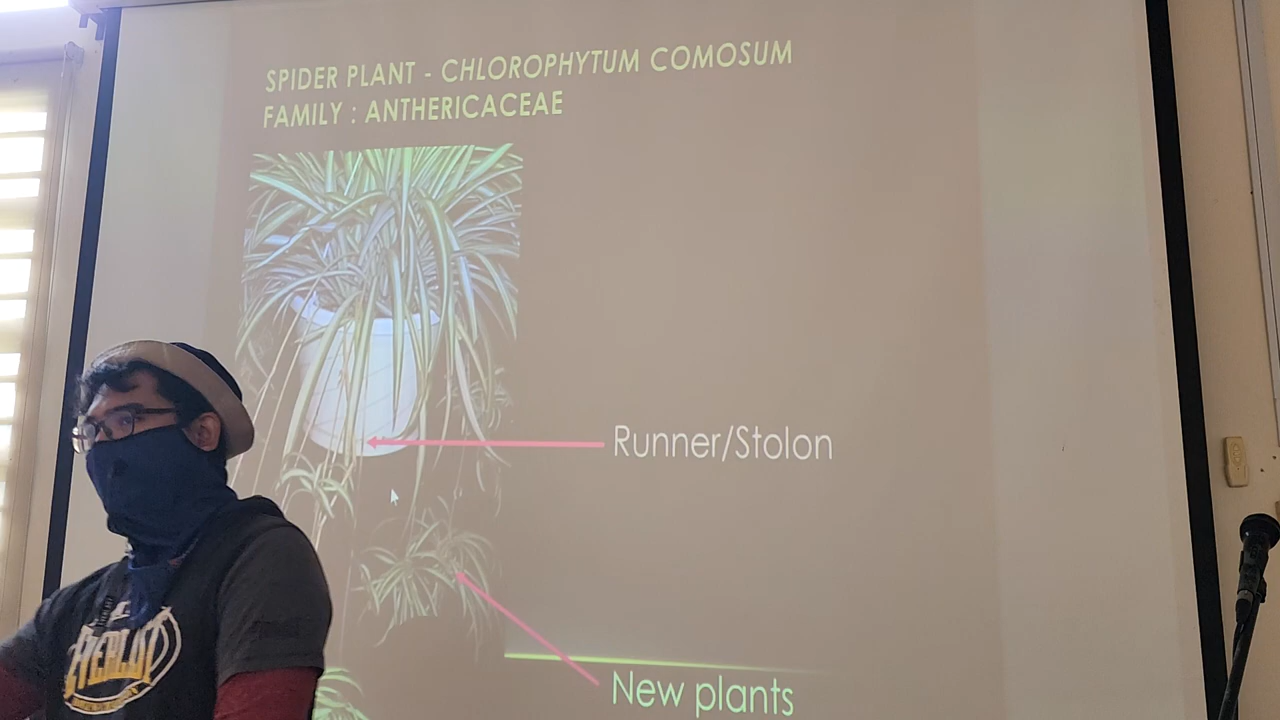 SPIDER PLANT - CHLOROPHYTUM COMOSUM
FAMILY : ANTHERICACEAE
Runner/Stolon
New plants
EVERLAST